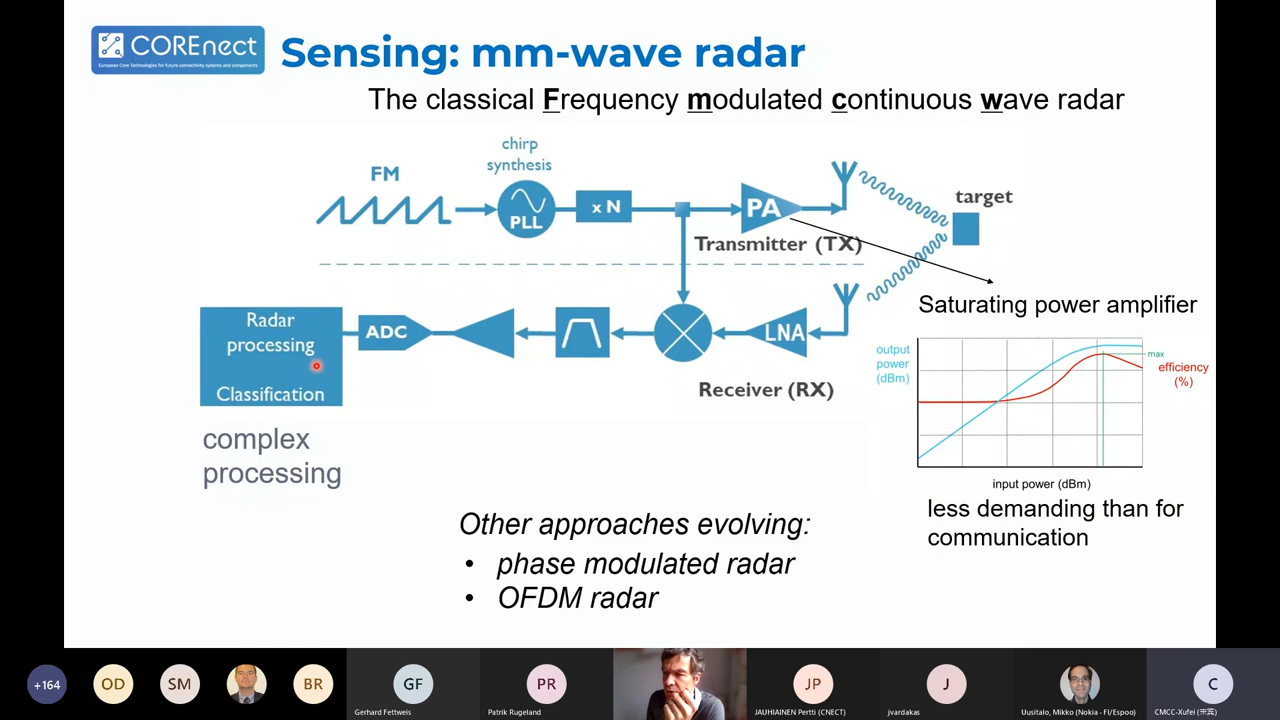 COREnect
European Core Technologies for future connectivity systems and components
Sensing: mm-wave radar
The classical Frequency modulated continuous wave radar
chirp
synthesis
FM
PLL
x N
PA
target
Transmitter (TX)
Saturating power amplifier
Radar
processing
Classification
ADC
LNA
Receiver (RX)
output
power
(dBm)
max
efficiency
(%)
input power (dBm)
complex
processing
less demanding than for
communication
Other approaches evolving:
• phase modulated radar
• OFDM radar
+164
OD
SM
BR
GF
Gerhard Fettweis
PR
Patrik Rugeland
JP
JAUHIAINEN Pertti (CNECT)
J
jvardakas
Uusitalo, Mikko (Nokia - FI/Espoo)
C
CMCC-Xufei (宋宾)